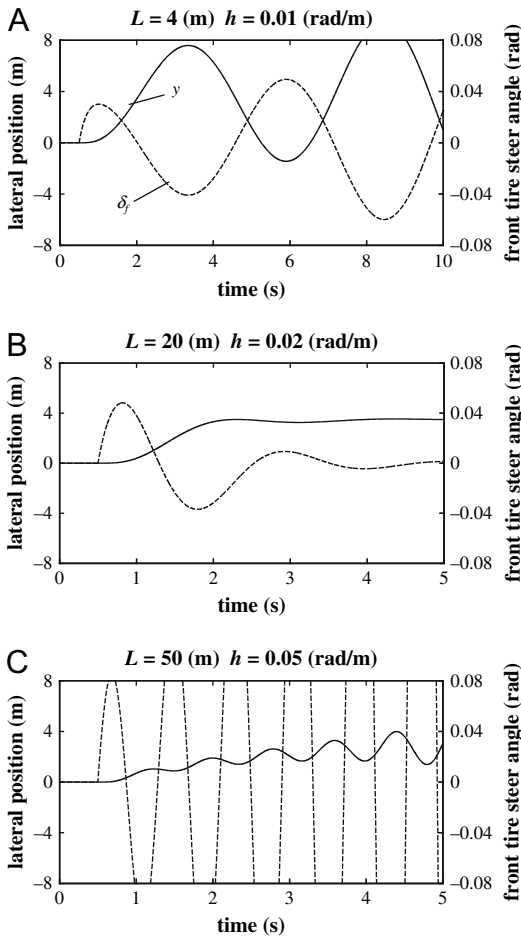 A
L = 4 (m) h = 0.01 (rad/m)
lateral position (m)
8
4
0
−4
−8
y
δf
0.08
0.04
0
−0.04
−0.08
front tire steer angle (rad)
0 2 4 6 8 10
time (s)
B
L = 20 (m) h = 0.02 (rad/m)
lateral position (m)
8
4
0
−4
−8
0.08
0.04
0
−0.04
−0.08
front tire steer angle (rad)
0 1 2 3 4 5
time (s)
C
L = 50 (m) h = 0.05 (rad/m)
lateral position (m)
8
4
0
−4
−8
0.08
0.04
0
−0.04
−0.08
front tire steer angle (rad)
0 1 2 3 4 5
time (s)